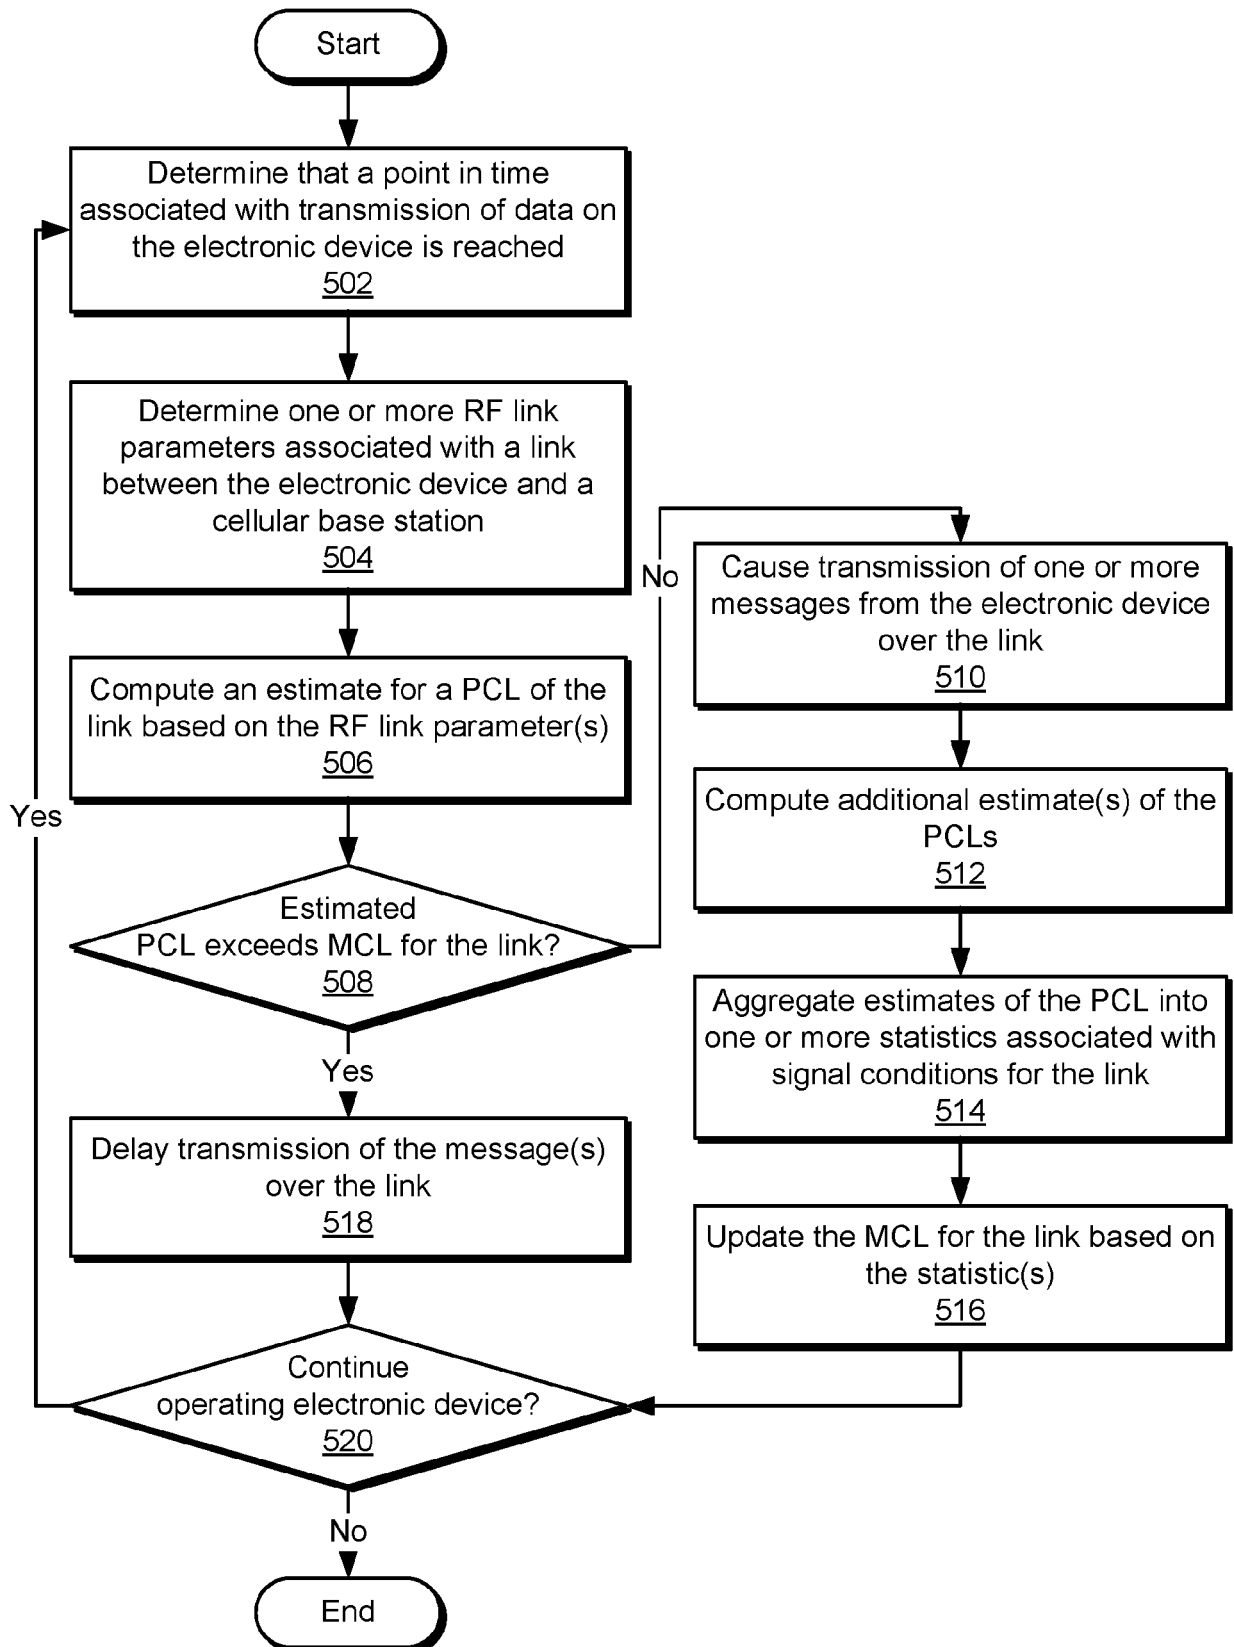 Start
Determine that a point in time
associated with transmission of data on
the electronic device is reached
502
Determine one or more RF link
parameters associated with a link
between the electronic device and a
cellular base station
504
Compute an estimate for a PCL of the
link based on the RF link parameter(s)
506
Yes
Estimated
PCL exceeds MCL for the link?
508
No
Cause transmission of one or more
messages from the electronic device
over the link
510
Compute additional estimate(s) of the
PCLs
512
Aggregate estimates of the PCL into
one or more statistics associated with
signal conditions for the link
514
Update the MCL for the link based on
the statistic(s)
516
Yes
Delay transmission of the message(s)
over the link
518
Continue
operating electronic device?
520
No
End